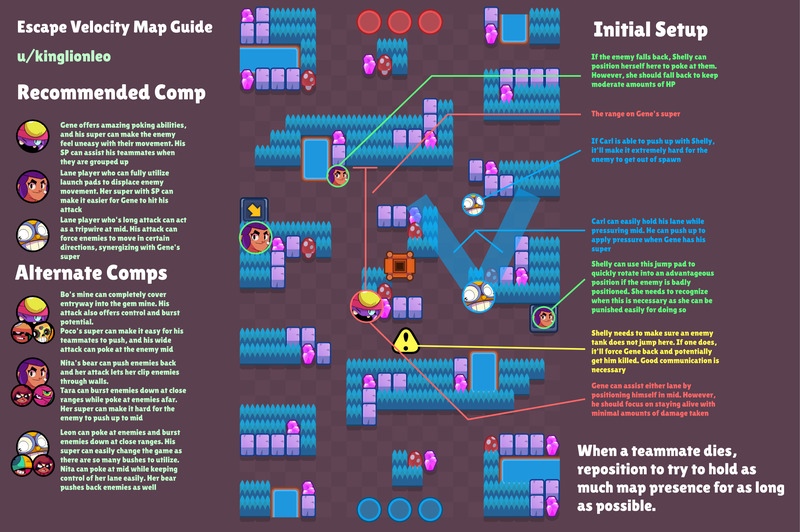 Escape Velocity Map Guide
u/kinglionleo
Recommended Comp
Gene offers amazing poking abilities,
and his super can make the enemy
feel uneasy with their movement. His
SP can assist his teammates when
they are grouped up
Lane player who can fully utilize
launch pads to displace enemy
movement. Her super with SP can
make it easier for Gene to hit his
attack
Lane player who's long attack can act
as a tripwire at mid. His attack can
force enemies to move in certain
directions, synergizing with Gene's
super
Alternate Comps
Bo's mine can completely cover
entryway into the gem mine. His
attack also offers control and burst
potential.
Poco's super can make it easy for his
teammates to push, and his wide
attack can poke at the enemy mid
Nita's bear can push enemies back
and her attack lets her clip enemies
through walls.
Tara can burst enemies down at close
ranges while poke at enemies afar.
Her super can make it hard for the
enemy to push up to mid
Leon can poke at enemies and burst
enemies down at close ranges. His
super can easily change the game as
there are so many bushes to utilize.
Nita can poke at mid while keeping
control of her lane easily. Her bear
pushes back enemies as well
Initial Setup
If the enemy falls back, Shelly can
position herself here to poke at them.
However, she should fall back to keep
moderate amounts of HP
The range on Gene's super
If Carl is able to push up with Shelly,
it'll make it extremely hard for the
enemy to get out of spawn
Carl can easily hold his lane while
pressuring mid. He can push up to
apply pressure when Gene has his
super
Shelly can use this jump pad to
quickly rotate into an advantageous
position if the enemy is badly
positioned. She needs to recognize
when this is necessary as she can be
punished easily for doing so
Shelly needs to make sure an enemy
tank does not jump here. If one does,
it'll force Gene back and potentially
get him killed. Good communication is
necessary
Gene can assist either lane by
positioning himself in mid. However,
he should focus on staying alive with
minimal amounts of damage taken
When a teammate dies,
reposition to try to hold as
much map presence for as long
as possible.